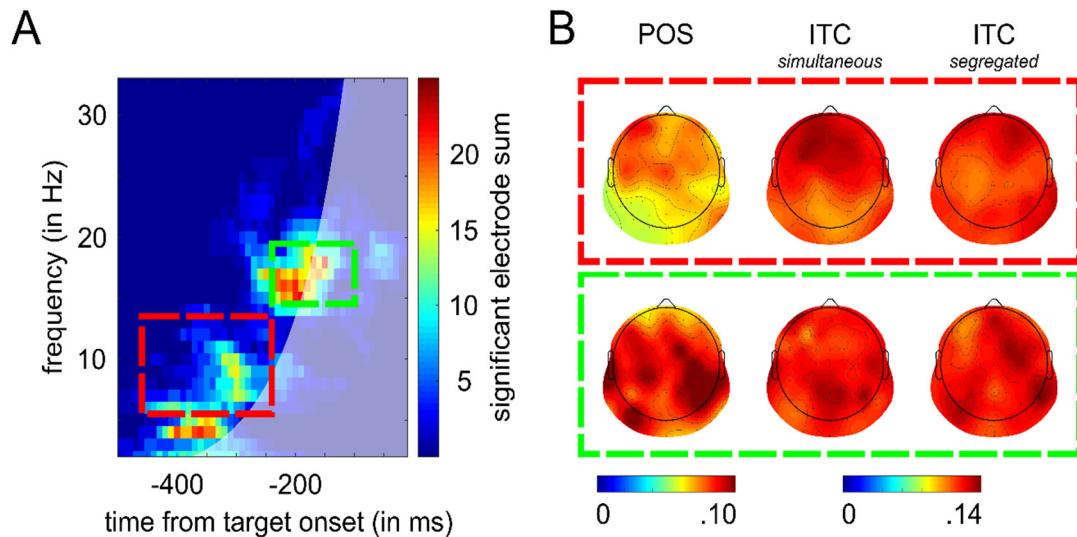 A
frequency (in Hz)
30
20
10
-400
-200
time from target onset (in ms)
20
15
10
5
significant electrode sum
B
POS
ITC
simultaneous
ITC
segregated
0
.10
0
.14